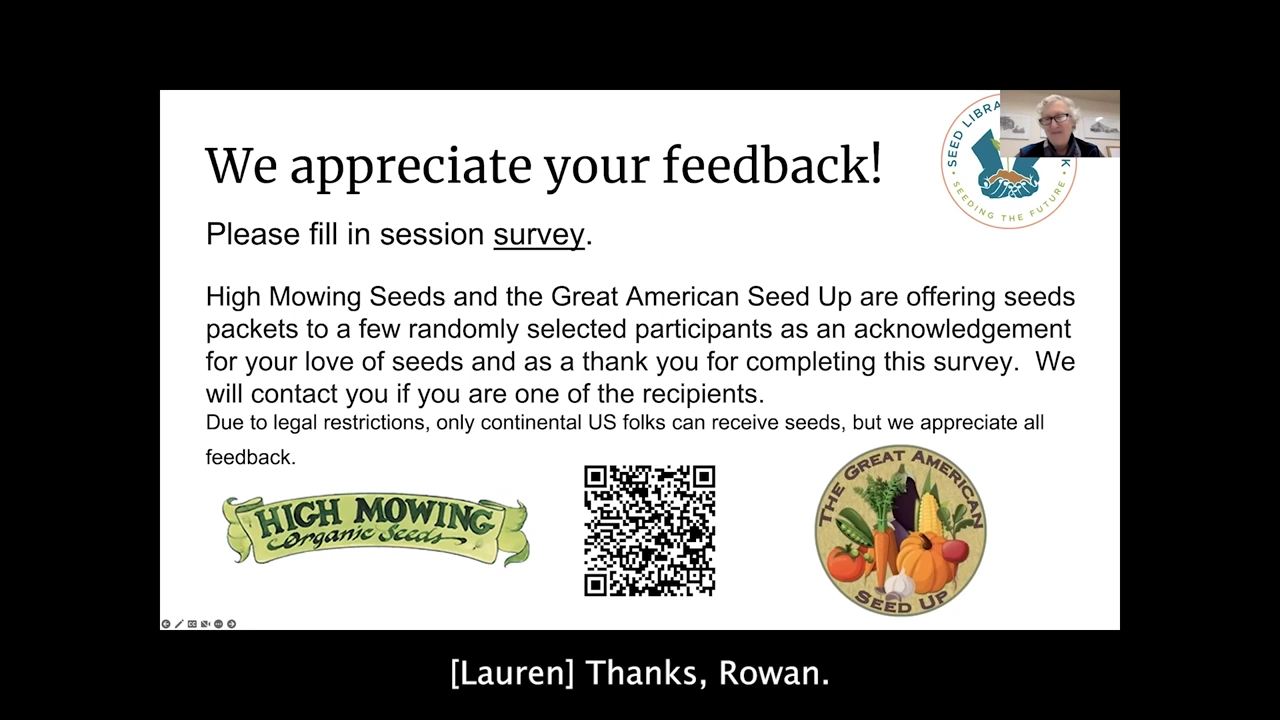 We appreciate your feedback!
Please fill in session survey.
High Mowing Seeds and the Great American Seed Up are offering seeds
packets to a few randomly selected participants as an acknowledgement
for your love of seeds and as a thank you for completing this survey.  We
will contact you if you are one of the recipients.
Due to legal restrictions, only continental US folks can receive seeds, but we appreciate all
feedback.
SEED
SEEDING THE FUTURE
HIGH MOWING
Organic Seeds
THE GREAT AMERICAN
SEED UP
[Lauren] Thanks, Rowan.